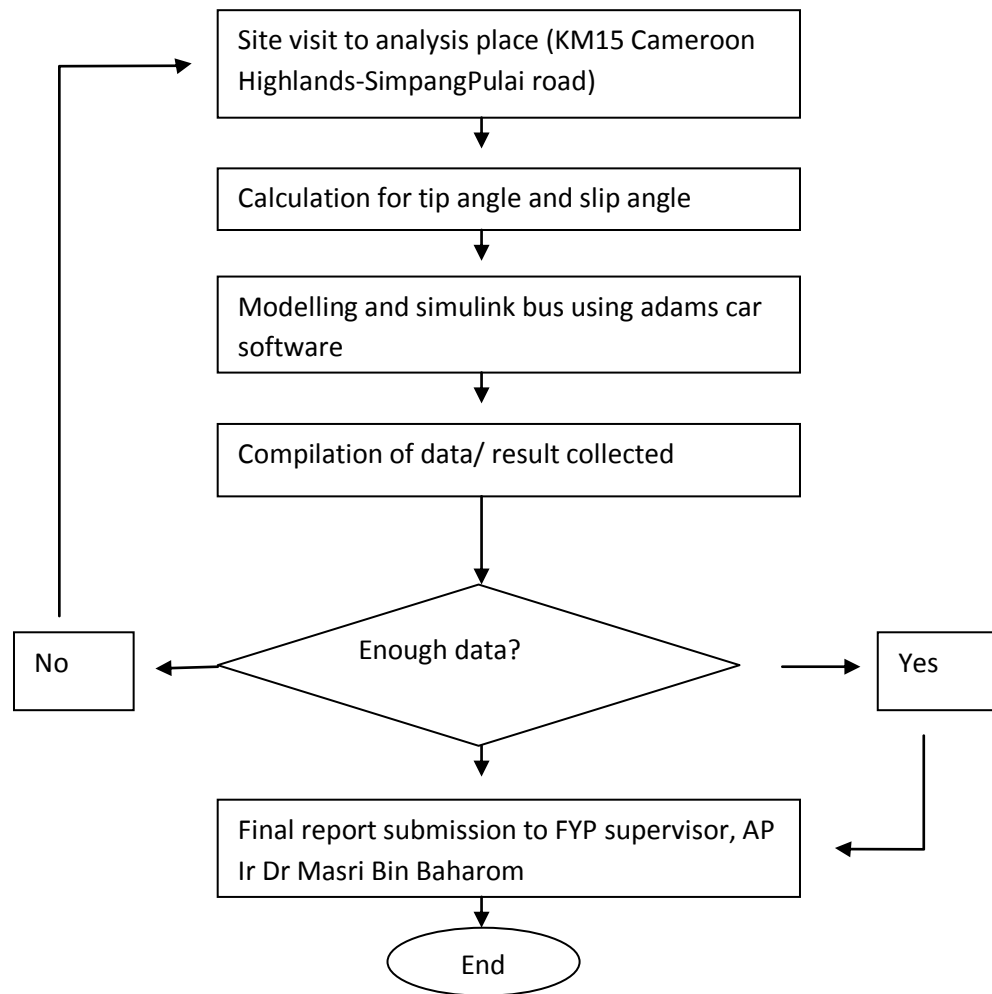 Site visit to analysis place (KM15 Cameroon
Highlands-SimpangPulai road)
Calculation for tip angle and slip angle
Modelling and simulink bus using adams car
software
Compilation of data/ result collected
Enough data?
No
Yes
Final report submission to FYP supervisor, AP
Ir Dr Masri Bin Baharom
End